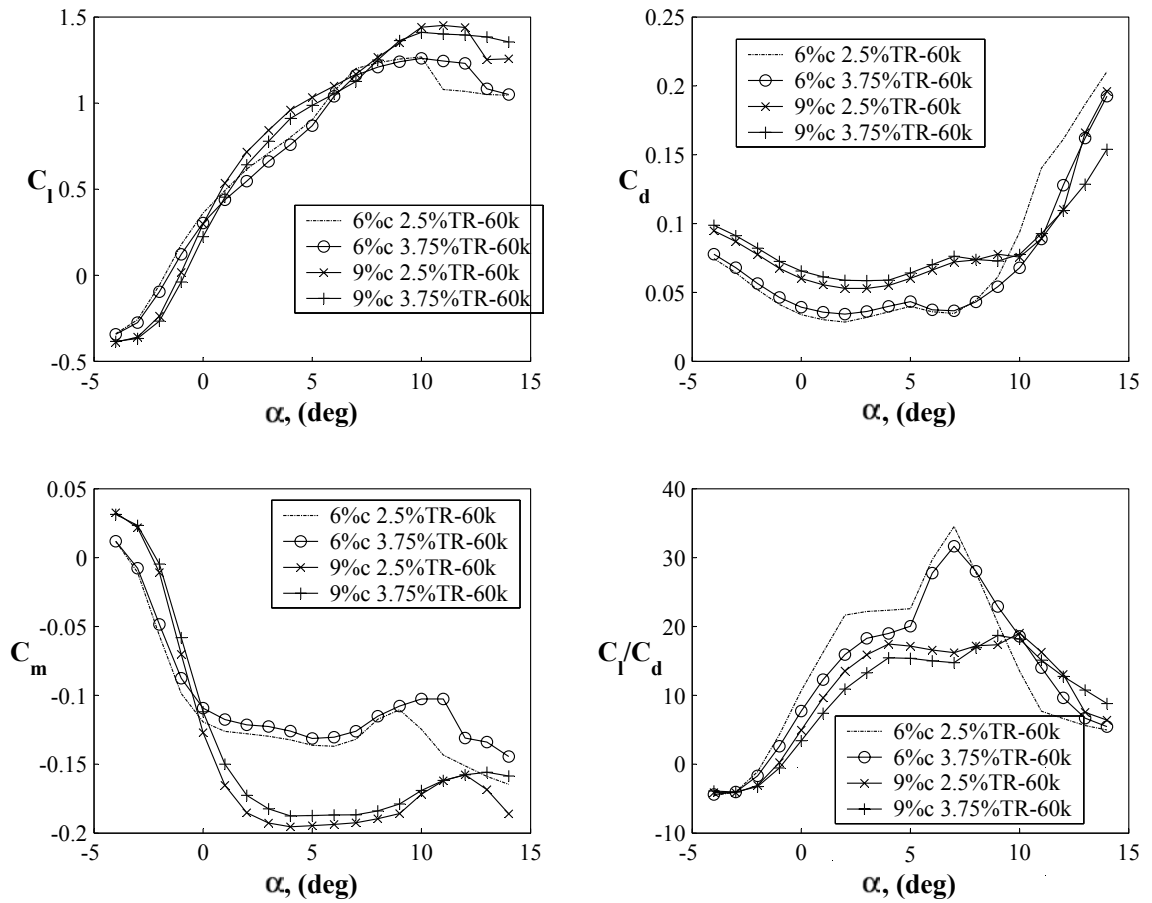 1.5
1
0.5
0
-0.5
C_l
-5 0 5 10 15
α, (deg)
6%c 2.5%TR-60k
6%c 3.75%TR-60k
9%c 2.5%TR-60k
9%c 3.75%TR-60k
0.25
0.2
0.15
0.1
0.05
0
C_d
-5 0 5 10 15
α, (deg)
6%c 2.5%TR-60k
6%c 3.75%TR-60k
9%c 2.5%TR-60k
9%c 3.75%TR-60k
0.05
0
-0.05
-0.1
-0.15
-0.2
C_m
-5 0 5 10 15
α, (deg)
6%c 2.5%TR-60k
6%c 3.75%TR-60k
9%c 2.5%TR-60k
9%c 3.75%TR-60k
40
30
20
10
0
-10
C_l/C_d
-5 0 5 10 15
α, (deg)
6%c 2.5%TR-60k
6%c 3.75%TR-60k
9%c 2.5%TR-60k
9%c 3.75%TR-60k